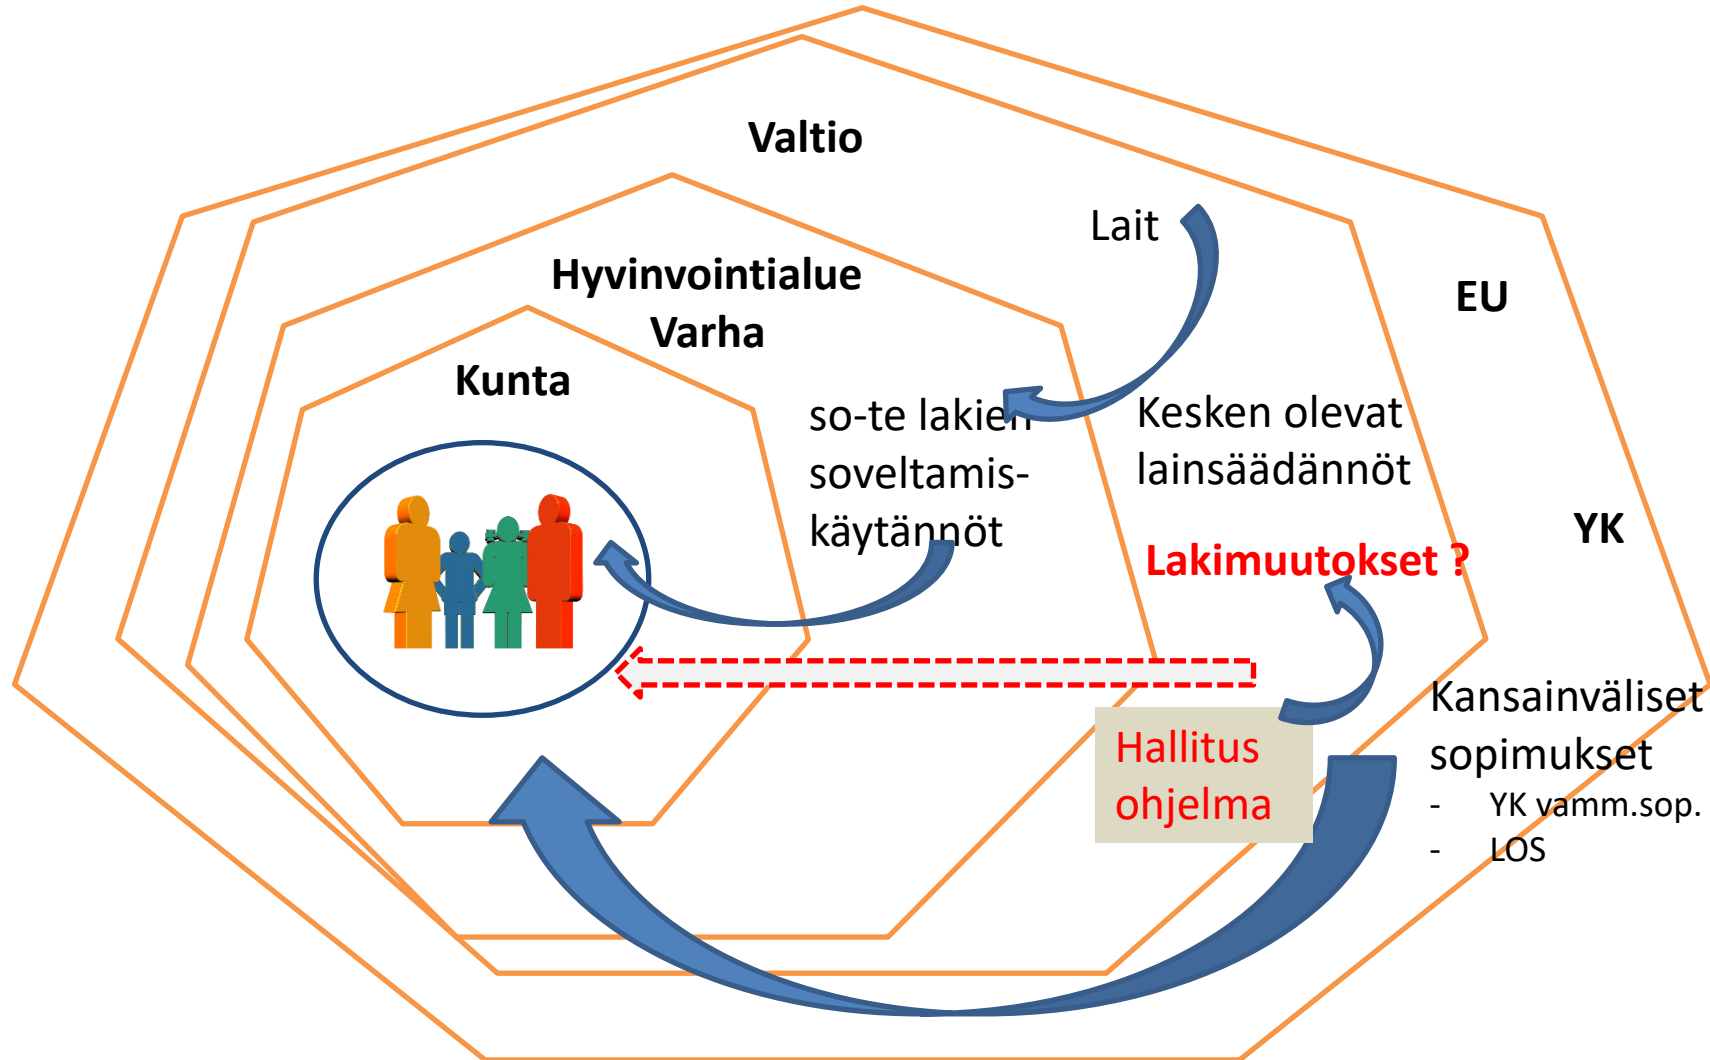 Valtio
Lait
Hyvinvointialue
Varha
EU
Kunta
so-te lakien
soveltamis-
käytännöt
Kesken olevat
lainsäädännöt
YK
Lakimuutokset ?
Hallitus
ohjelma
Kansainväliset
sopimukset
- YK vamm.sop.
- LOS